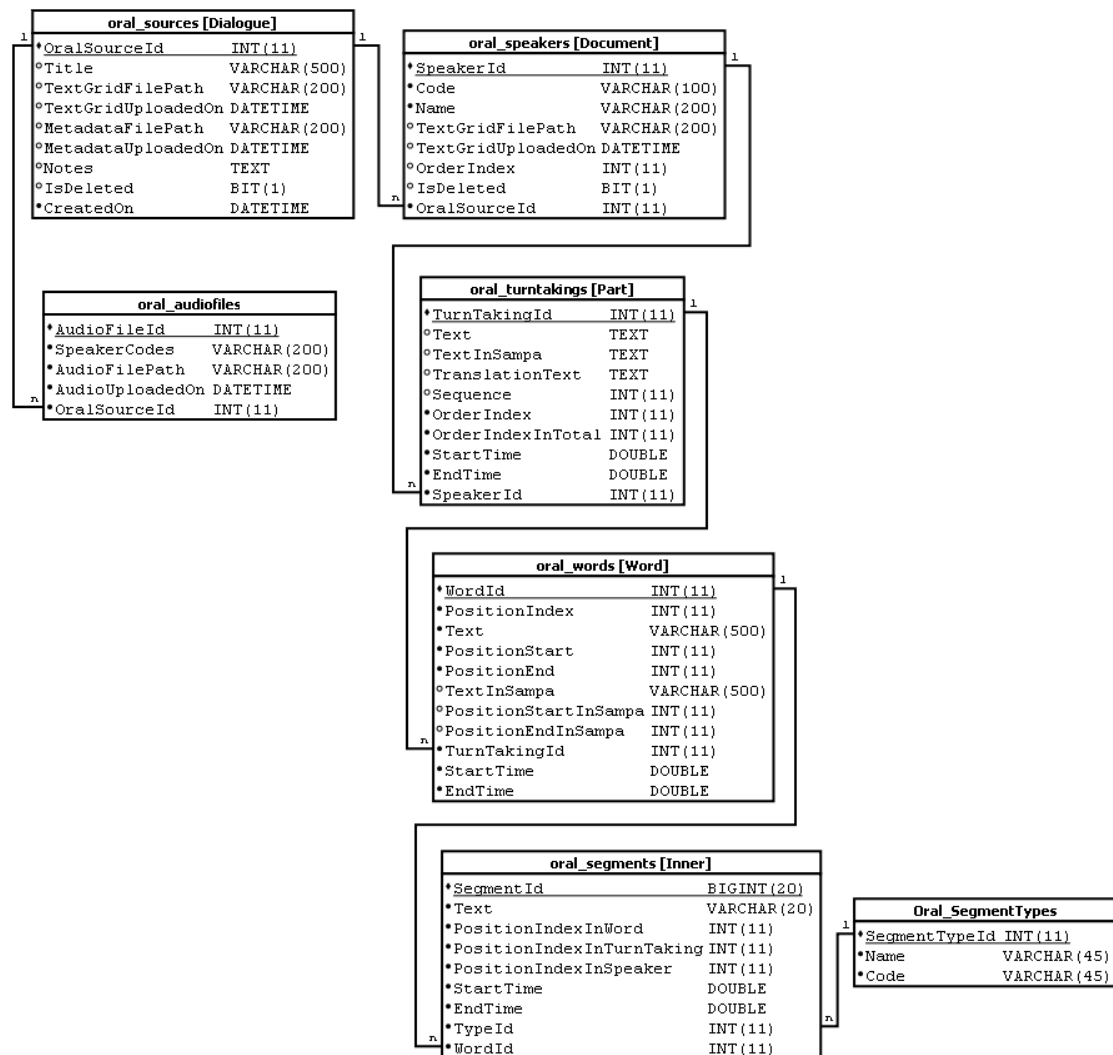 oral_sources [Dialogue]
OralSourceId INT(11)
Title VARCHAR(500)
TextGridFilePath VARCHAR(200)
TextGridUploadedOn DATETIME
MetadataFilePath VARCHAR(200)
MetadataUploadedOn DATETIME
Notes TEXT
IsDeleted BIT(1)
CreatedOn DATETIME
1
1
n
oral_speakers [Document]
SpeakerId INT(11)
Code VARCHAR(100)
Name VARCHAR(200)
TextGridFilePath VARCHAR(200)
TextGridUploadedOn DATETIME
OrderIndex INT(11)
IsDeleted BIT(1)
OralSourceId INT(11)
1
oral_audiofiles
AudioFileId INT(11)
SpeakerCodes VARCHAR(200)
AudioFilePath VARCHAR(200)
AudioUploadedOn DATETIME
OralSourceId INT(11)
n
oral_turntakings [Part]
TurnTakingId INT(11)
Text TEXT
TextInSampa TEXT
TranslationText TEXT
Sequence INT(11)
OrderIndex INT(11)
OrderIndexInTotal INT(11)
StartTime DOUBLE
EndTime DOUBLE
SpeakerId INT(11)
1
n
oral_words [Word]
WordId INT(11)
PositionIndex INT(11)
Text VARCHAR(500)
PositionStart INT(11)
PositionEnd INT(11)
TextInSampa VARCHAR(500)
PositionStartInSampa INT(11)
PositionEndInSampa INT(11)
TurnTakingId INT(11)
StartTime DOUBLE
EndTime DOUBLE
1
n
oral_segments [Inner]
SegmentId BIGINT(20)
Text VARCHAR(20)
PositionIndexInWord INT(11)
PositionIndexInTurnTaking INT(11)
PositionIndexInSpeaker INT(11)
StartTime DOUBLE
EndTime DOUBLE
TypeId INT(11)
WordId INT(11)
n
n
1
Oral_SegmentTypes
SegmentTypeId INT(11)
Name VARCHAR(45)
Code VARCHAR(45)